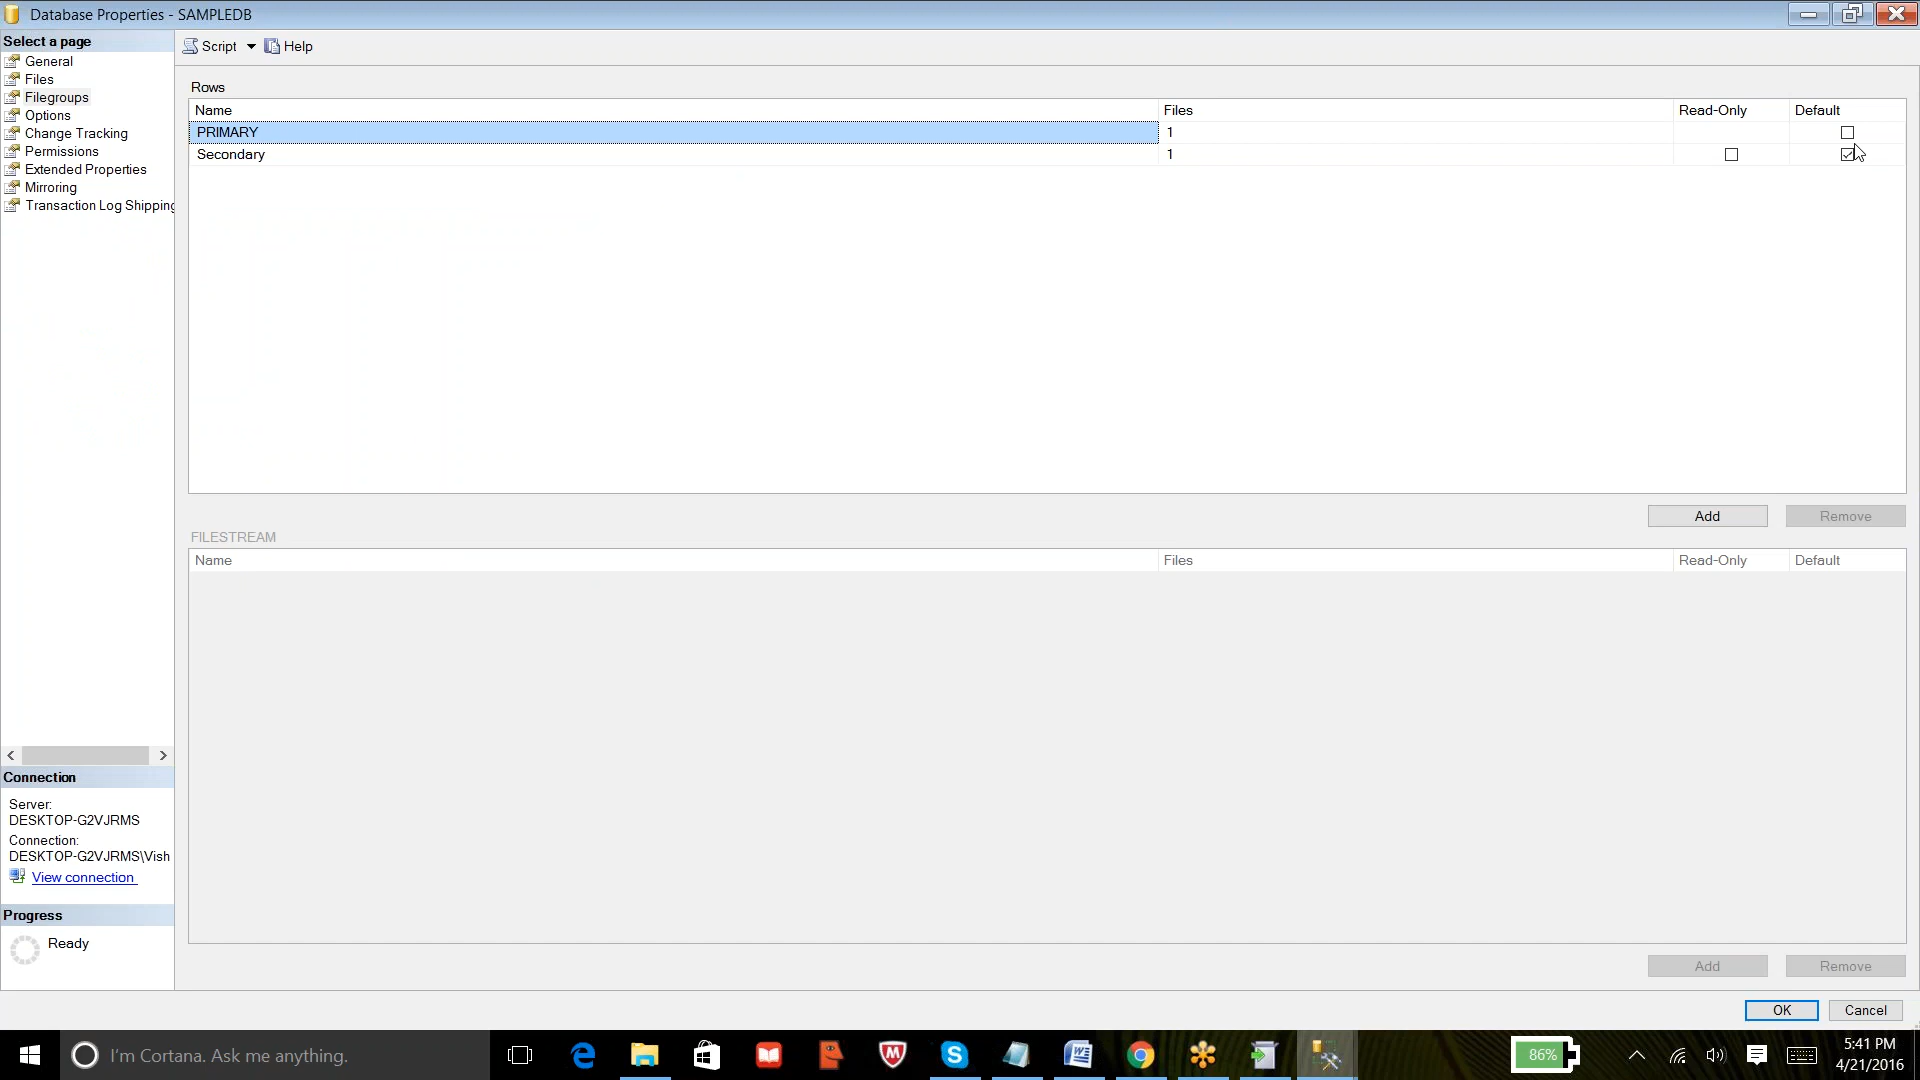 Database Properties - SAMPLEDB
Select a page
General
Files
Filegroups
Options
Change Tracking
Permissions
Extended Properties
Mirroring
Transaction Log Shipping
Script
Help
Rows
Name Files Read-Only Default
PRIMARY 1
Secondary 1
Add Remove
FILESTREAM
Name Files Read-Only Default
Connection
Server:
DESKTOP-G2VJRMS
Connection:
DESKTOP-G2VJRMS\Vish
View connection
Progress
Ready
Add Remove
OK Cancel
I'm Cortana. Ask me anything.
86%
5:41 PM
4/21/2016